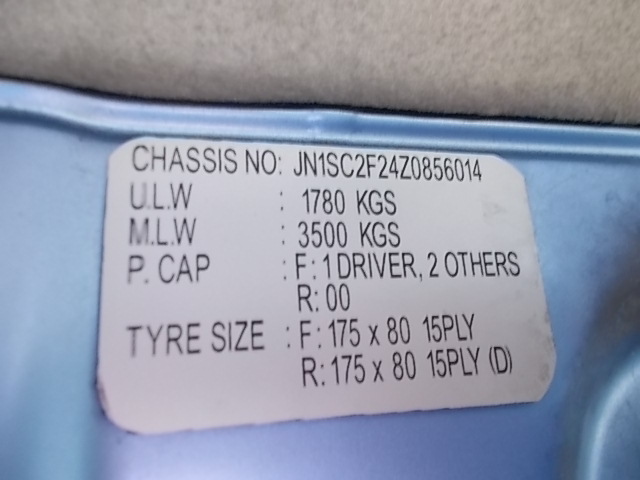 CHASSIS NO: JN1SC2F24Z0856014
U.L.W : 1780 KGS
M.L.W : 3500 KGS
P. CAP : F: 1 DRIVER, 2 OTHERS
R: 00
TYRE SIZE : F: 175 x 80 15PLY
R: 175 x 80 15PLY (D)